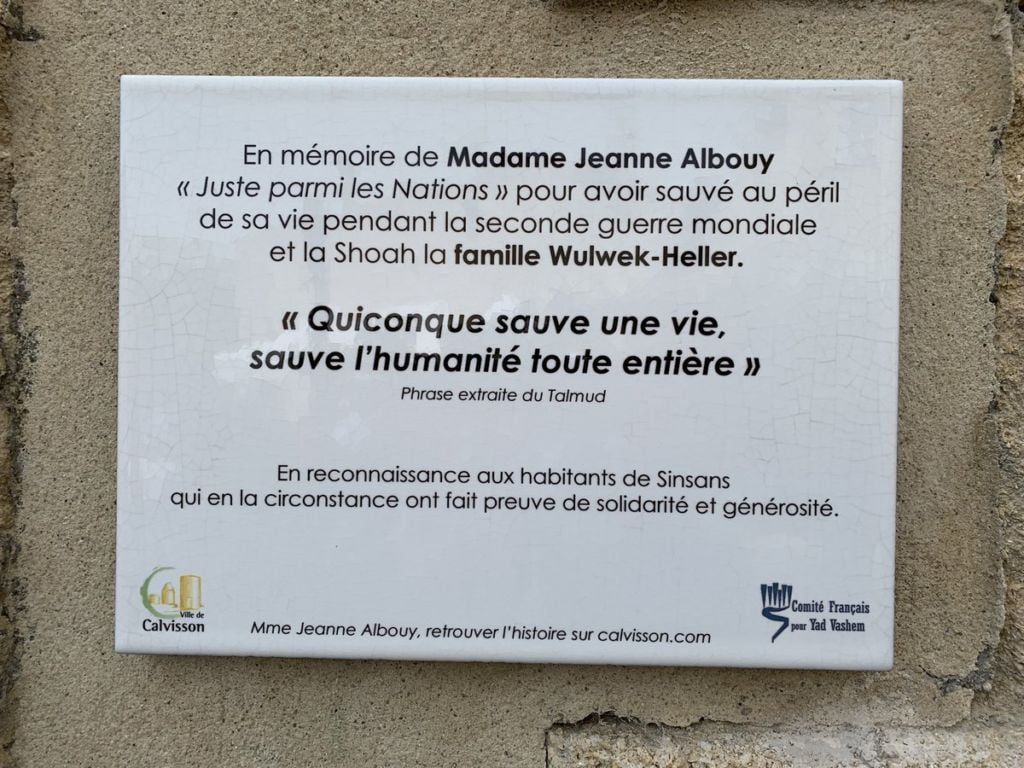 En mémoire de Madame Jeanne Albouy
« Juste parmi les Nations » pour avoir sauvé au péril
de sa vie pendant la seconde guerre mondiale
et la Shoah la famille Wulwek-Heller.
« Quiconque sauve une vie,
sauve l'humanité toute entière »
Phrase extraite du Talmud
En reconnaissance aux habitants de Sinsans
qui en la circonstance ont fait preuve de solidarité et générosité.
Ville de
Calvisson
Mme Jeanne Albouy, retrouver l'histoire sur calvisson.com
Comité Français
pour Yad Vashem